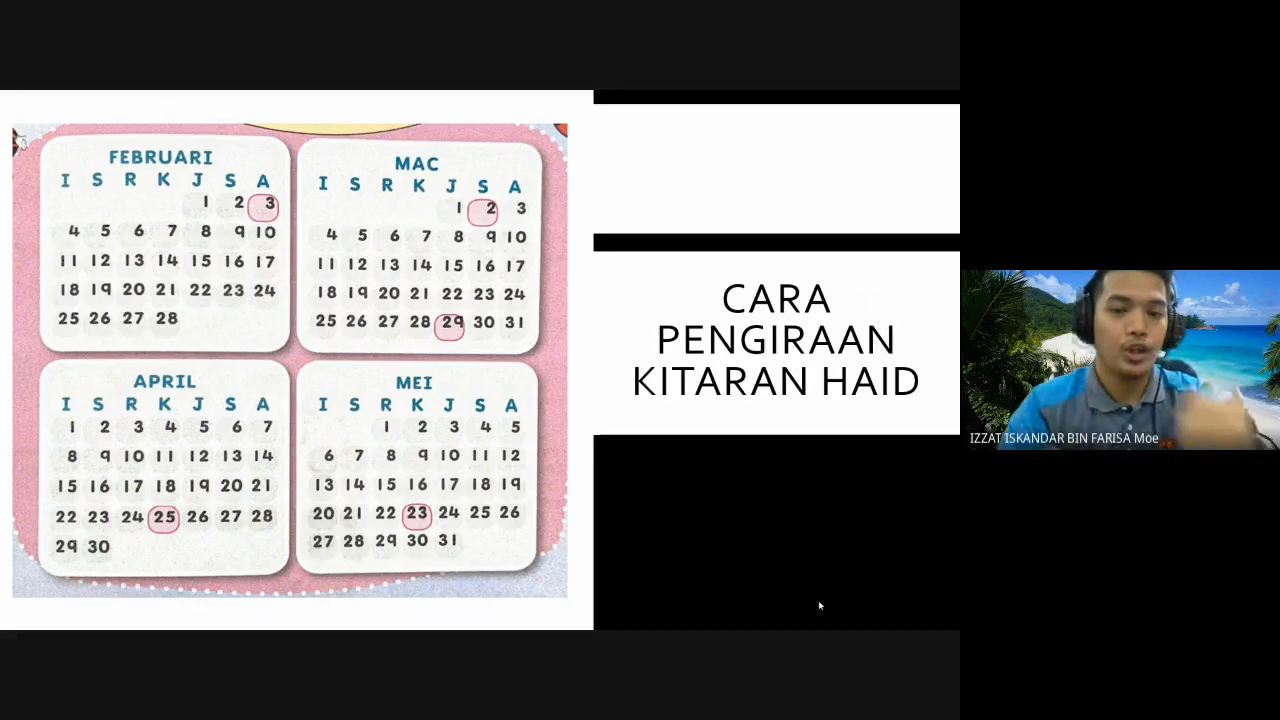 FEBRUARI
I S R K J S A
1 2 3
4 5 6 7 8 9 10
11 12 13 14 15 16 17
18 19 20 21 22 23 24
25 26 27 28
MAC
I S R K J S A
1 2 3
4 5 6 7 8 9 10
11 12 13 14 15 16 17
18 19 20 21 22 23 24
25 26 27 28 29 30 31
APRIL
I S R K J S A
1 2 3 4 5 6 7
8 9 10 11 12 13 14
15 16 17 18 19 20 21
22 23 24 25 26 27 28
29 30
MEI
I S R K J S A
1 2 3 4 5
6 7 8 9 10 11 12
13 14 15 16 17 18 19
20 21 22 23 24 25 26
27 28 29 30 31
CARA
PENGIRAAN
KITARAN HAID
IZZAT ISKANDAR BIN FARISA Moe